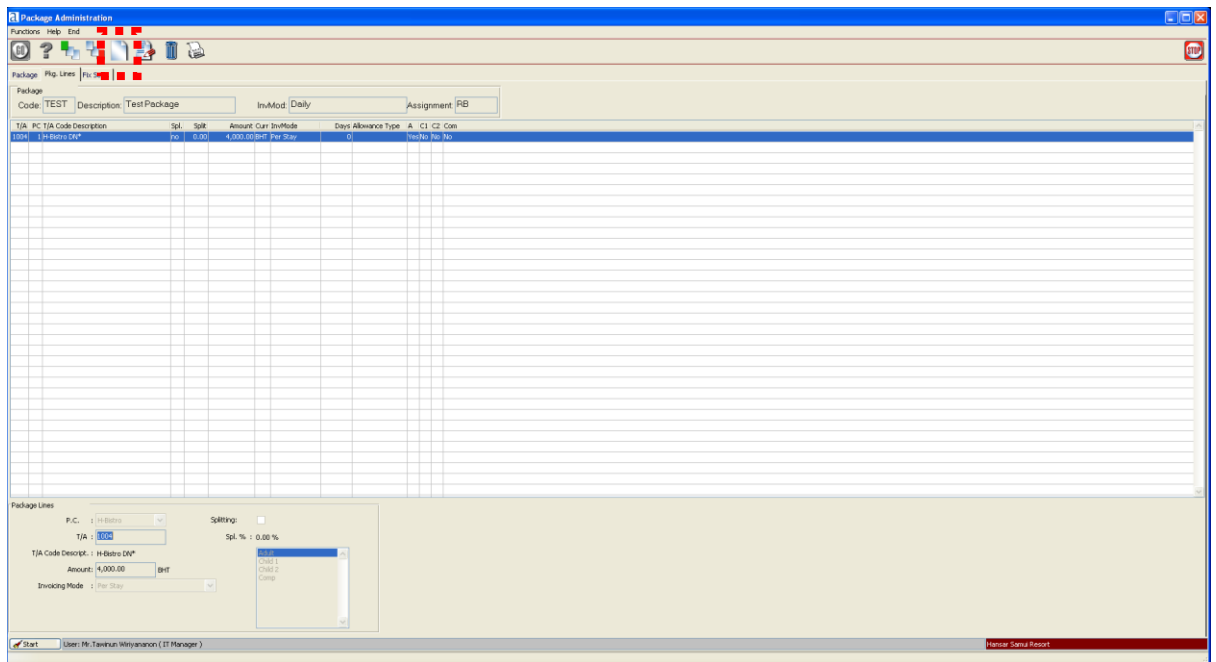 Package Administration
Functions Help End
GO ? STOP
Package Pkg. Lines Fix
Package
Code: TEST Description: Test Package InvMod: Daily Assignment RB
T/A PC T/A Code Description Spl. Split Amount Curr InvMode Days Allowance Type A C1 C2 Com
1004 1 H-Bistro DN* no 0.00 4,000.00 BHT Per Stay 0 Yes No No No
Package Lines
P.C. : H-Bistro Splitting:
T/A : 1004 Spl. % : 0.00 %
T/A Code Descript. : H-Bistro DN* Adult
Child 1
Amount: 4,000.00 BHT Child 2
Comp
Invoicing Mode : Per Stay
Start User: Mr.Tawinun Wiriyananon ( IT Manager ) Hansar Samui Resort